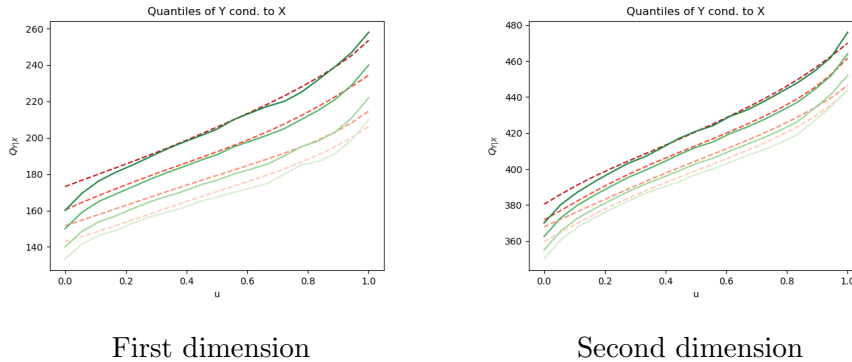 Quantiles of Y cond. to X
260
240
220
200
180
160
140
Q_{Y|X}
0.0 0.2 0.4 0.6 0.8 1.0
u
First dimension
Quantiles of Y cond. to X
480
460
440
420
400
380
360
Q_{Y|X}
0.0 0.2 0.4 0.6 0.8 1.0
u
Second dimension